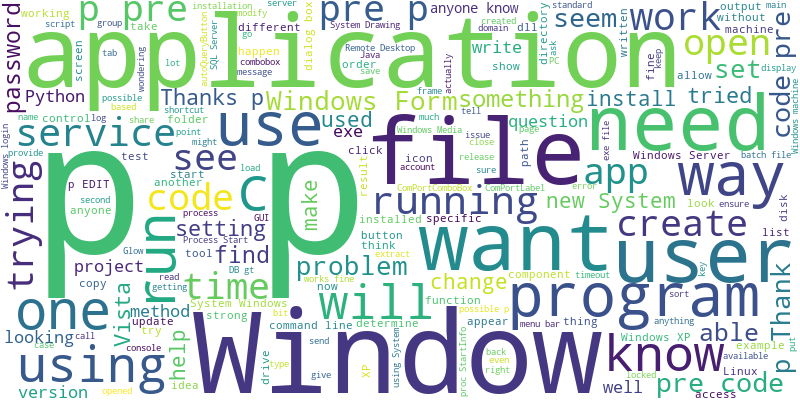 working
script
group
installation
modify
server
p pre
take
without
different
autoQueryButton
SQL Server
go
happen
combobox
message
dialog box
System Drawing
Remote Desktop
Java
save
pre p
anyone know
domain
dll
write
order
show
seem
directory
task
created
standard
PC
written
work
output
main
machine
open
pre
password
application
tab
screen
wondering
lot
possible
based
shortcut
Python
Thanks p
Windows Form
something
fine
keep
allow
set
display
code
name
control
log
share
folder
install
tried
service
point
might
used
exe
frame
actually
much
tell
Windows Media
issue
page
close
question
path
exe file
batch file
Windows machine
need
Windows login
provide
test
use
see
click
file
icon
account
release
sure
Windows Server
app
way
trying
p EDIT
start
load
another
anyone
second
process
GUI
Process Start
code
c
make
result
ComPortComboBox
ComPortLabel
running
installed
specific
new System
error
look
ensure
disk
create
list
run
setting
find
tool
project
Glow
read
getting
copy
DB gt
time
p
p
button
think
extract
works fine
now
problem
want
user
change
component
timeout
function
key
sort
Thank p
one
Vista
method
update
try
System Windows
strong
bit
command line
determine
will
possible p
program
appear
menu bar
thing
anything
Windows XP
able
looking
case
call
console
help
idea
drive
type
send
give
XP
Window
using System
proc StartInfo
back
even
right
well
locked
know
example
available
Linux
put
using
version
opened
pre code
access